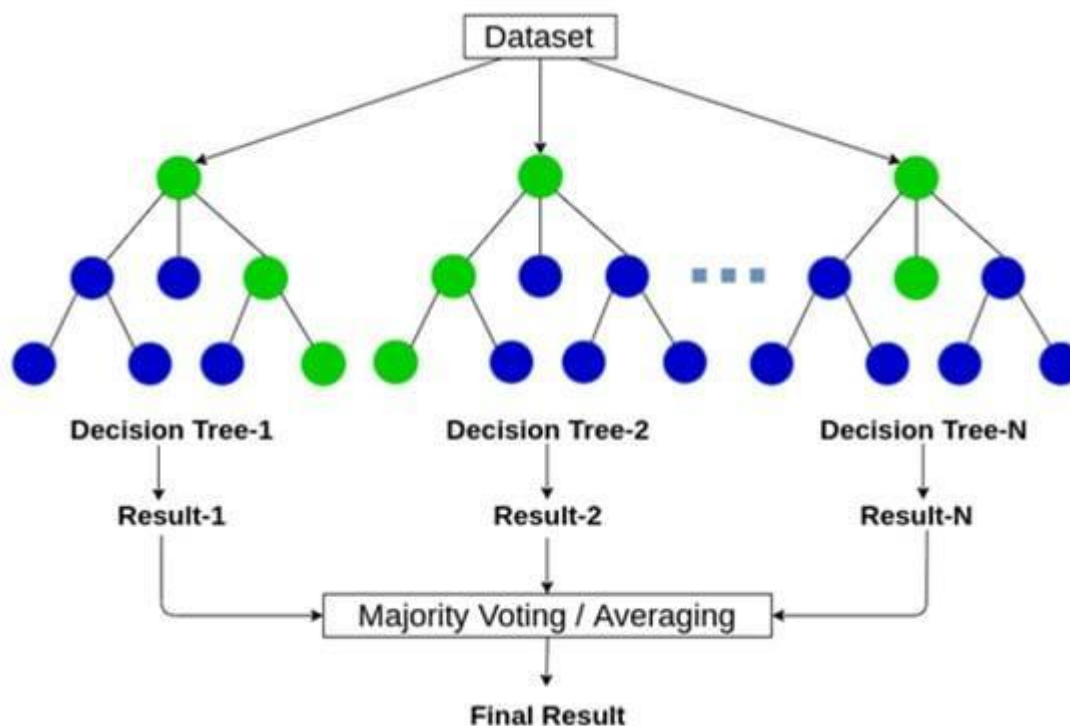 Dataset
Decision Tree-1
Decision Tree-2
Decision Tree-N
Result-1
Result-2
Result-N
Majority Voting / Averaging
Final Result